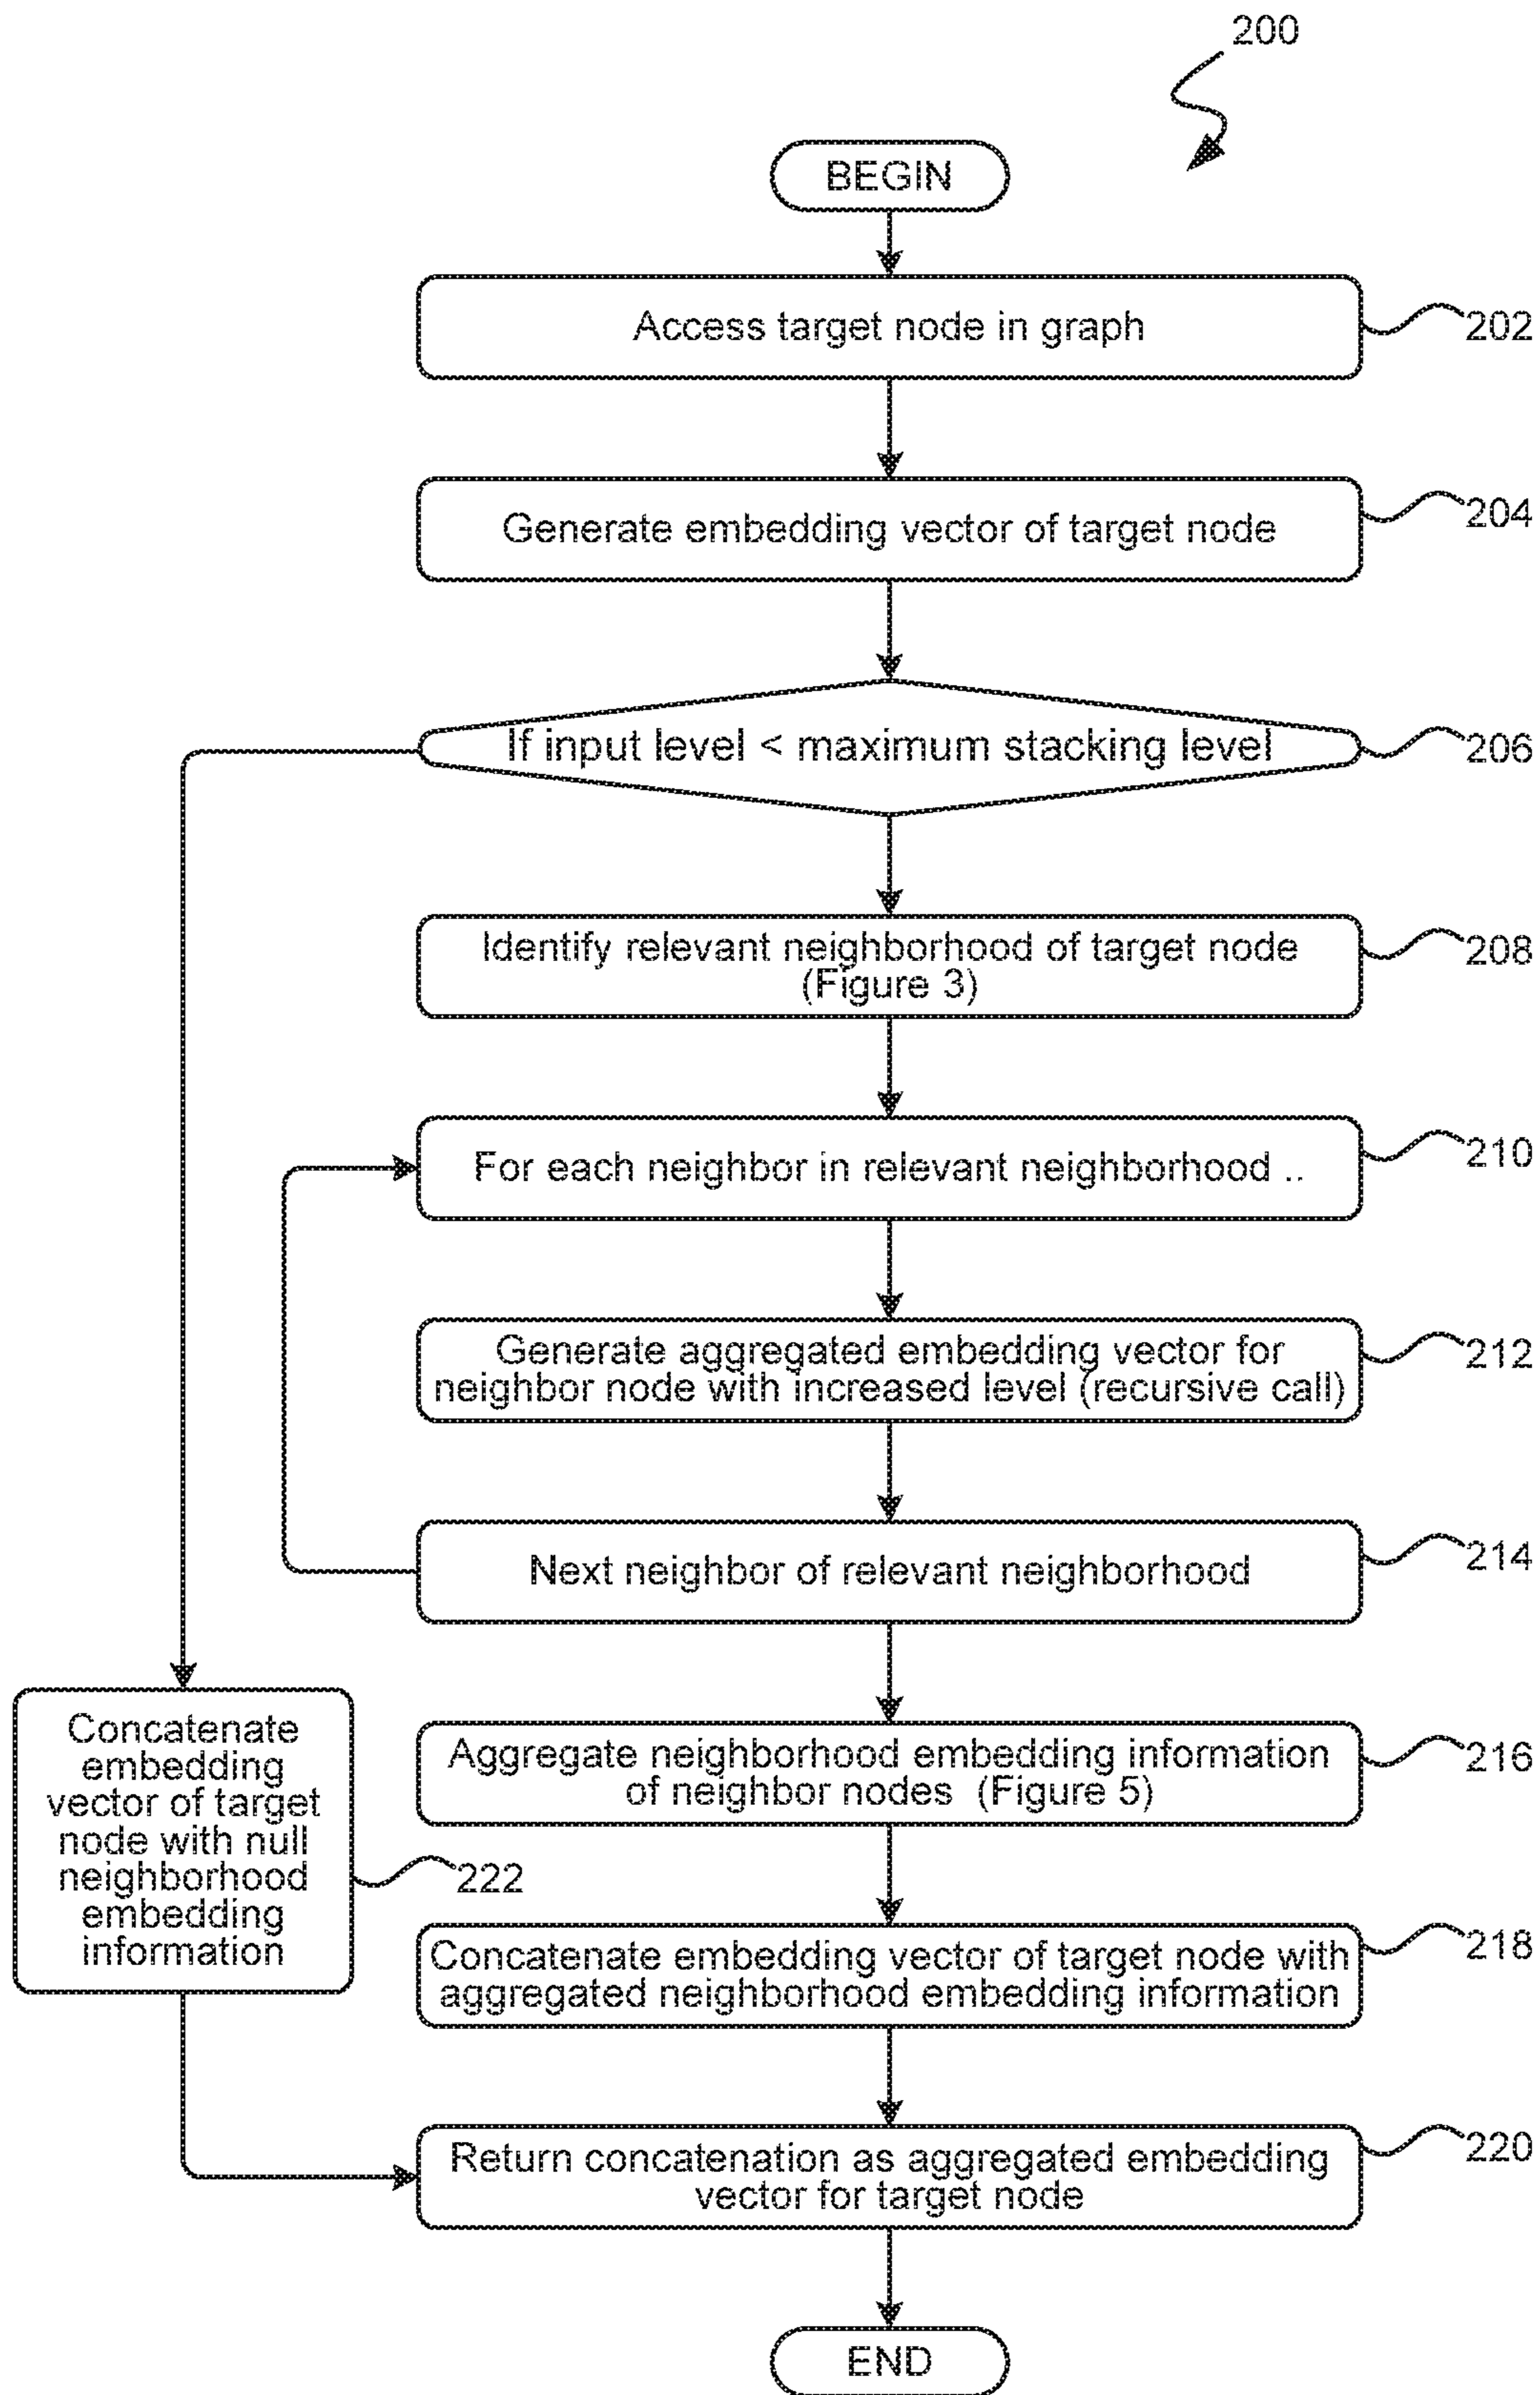 200
BEGIN
Access target node in graph
202
Generate embedding vector of target node
204
If input level < maximum stacking level
206
Identify relevant neighborhood of target node
(Figure 3)
208
For each neighbor in relevant neighborhood ..
210
Generate aggregated embedding vector for
neighbor node with increased level (recursive call)
212
Next neighbor of relevant neighborhood
214
Aggregate neighborhood embedding information
of neighbor nodes (Figure 5)
216
Concatenate
embedding
vector of target
node with null
neighborhood
embedding
information
222
Concatenate embedding vector of target node with
aggregated neighborhood embedding information
218
Return concatenation as aggregated embedding
vector for target node
220
END